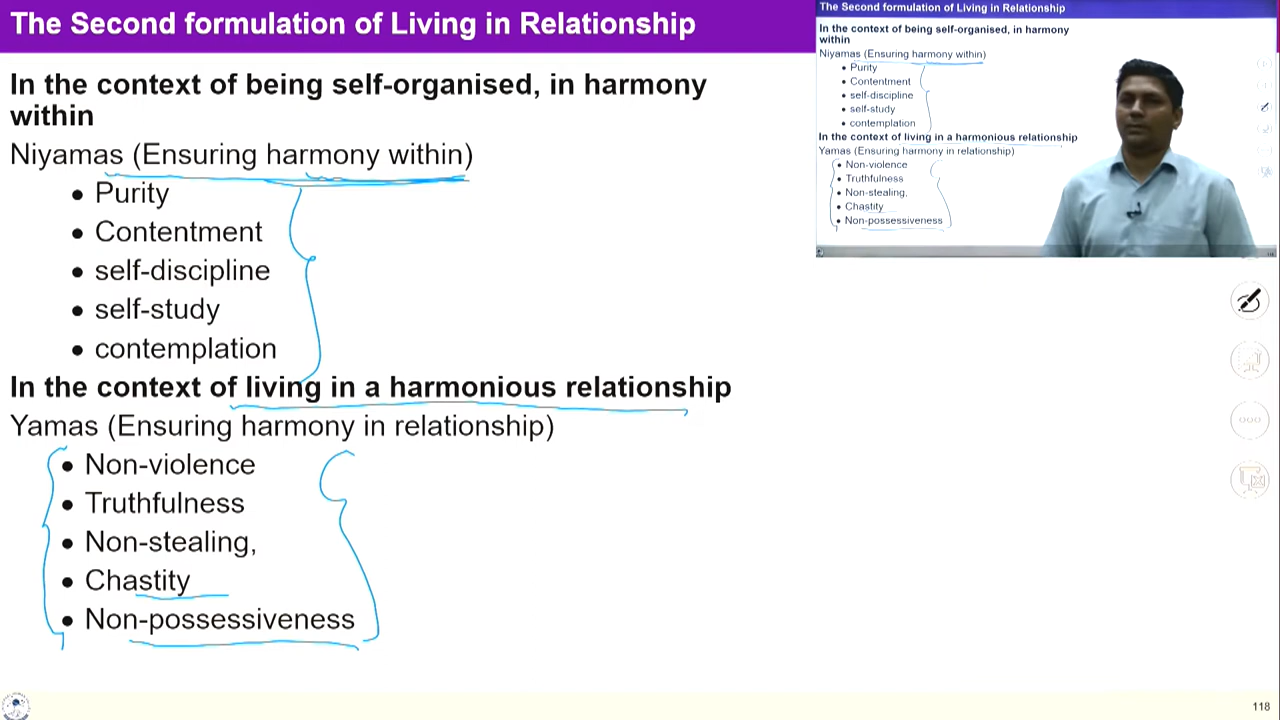 The Second formulation of Living in Relationship
In the context of being self-organised, in harmony
within
Niyamas (Ensuring harmony within)
• Purity
• Contentment
• self-discipline
• self-study
• contemplation
In the context of living in a harmonious relationship
Yamas (Ensuring harmony in relationship)
• Non-violence
• Truthfulness
• Non-stealing,
• Chastity
• Non-possessiveness
118
The Second formulation of Living in Relationship
In the context of being self-organised, in harmony
within
Niyamas (Ensuring harmony within)
• Purity
• Contentment
• self-discipline
• self-study
• contemplation
In the context of living in a harmonious relationship
Yamas (Ensuring harmony in relationship)
• Non-violence
• Truthfulness
• Non-stealing,
• Chastity
• Non-possessiveness